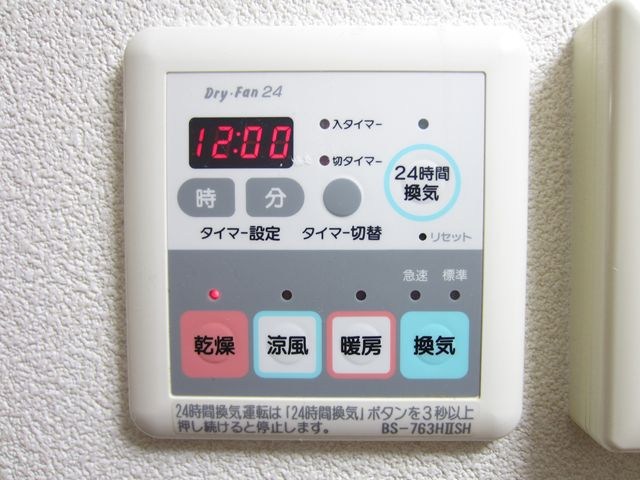 Dry・Fan 24
12:00
入タイマー
切タイマー
24時間
換気
時 分
タイマー設定 タイマー切替
リセット
急速 標準
乾燥 涼風 暖房 換気
24時間換気運転は「24時間換気」ボタンを3秒以上
押し続けると停止します。 BS-763HⅡSH